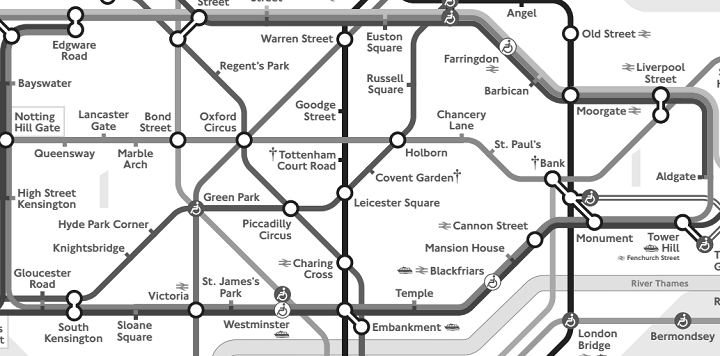 Street
Street
Angel
Edgware
Road
Warren Street
Euston
Square
Old Street
Farringdon
Regent's Park
Liverpool
Street
Bayswater
Russell
Square
Barbican
Notting
Hill Gate
Lancaster
Gate
Bond
Street
Oxford
Circus
Goodge
Street
Chancery
Lane
Moorgate
Queensway
Marble
Arch
Tottenham
Court Road
Holborn
St. Paul's
Bank
Covent Garden
Aldgate
High Street
Kensington
Green Park
Leicester Square
Hyde Park Corner
Piccadilly
Circus
Cannon Street
Monument
Tower
Hill
Fenchurch Street
Knightsbridge
Mansion House
Gloucester
Road
Charing
Cross
Blackfriars
St. James's
Park
River Thames
Victoria
Temple
South
Kensington
Sloane
Square
Westminster
Embankment
London
Bridge
Bermondsey